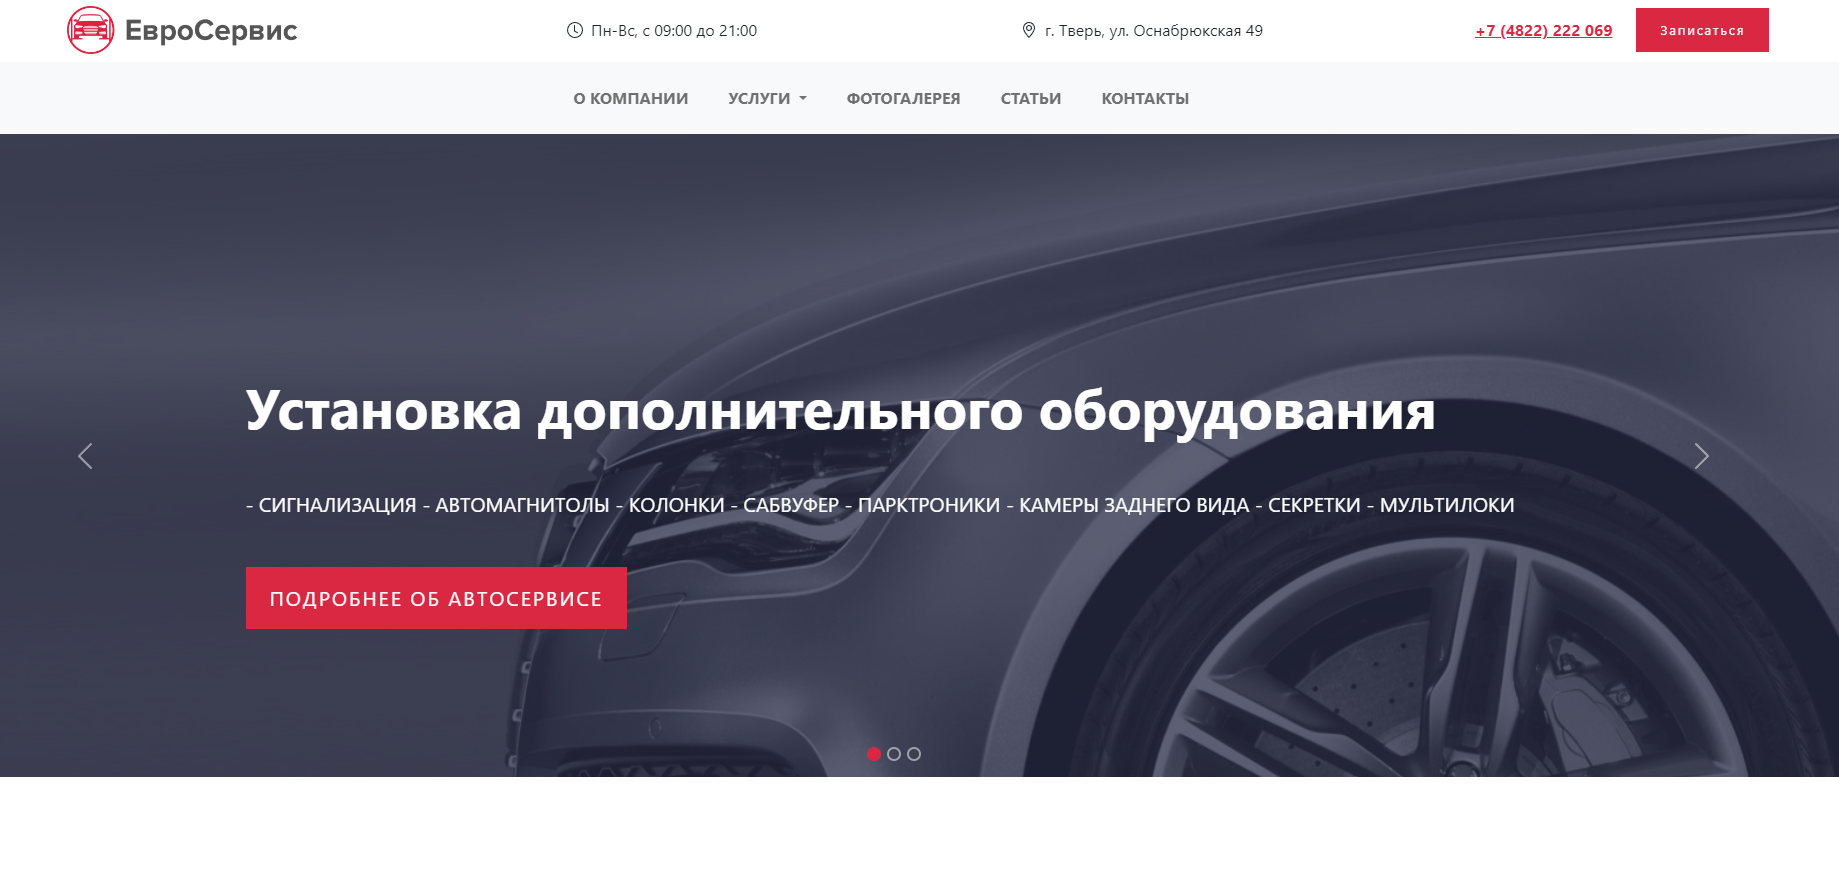 ЕвроСервис
Пн-Вс, с 09:00 до 21:00
г. Тверь, ул. Оснабрюкская 49
+7 (4822) 222 069
Записаться
О КОМПАНИИ
УСЛУГИ
ФОТОГАЛЕРЕЯ
СТАТЬИ
КОНТАКТЫ
Установка дополнительного оборудования
- СИГНАЛИЗАЦИЯ - АВТОМАГНИТОЛЫ - КОЛОНКИ - САБВУФЕР - ПАРКТРОНИКИ - КАМЕРЫ ЗАДНЕГО ВИДА - СЕКРЕТКИ - МУЛЬТИЛОКИ
ПОДРОБНЕЕ ОБ АВТОСЕРВИСЕ